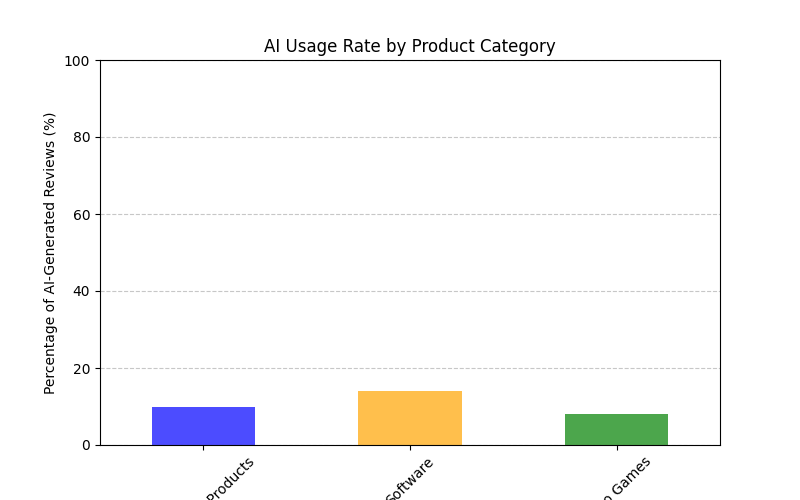 AI Usage Rate by Product Category
Percentage of AI-Generated Reviews (%)
100
80
60
40
20
0
Products
Software
Games